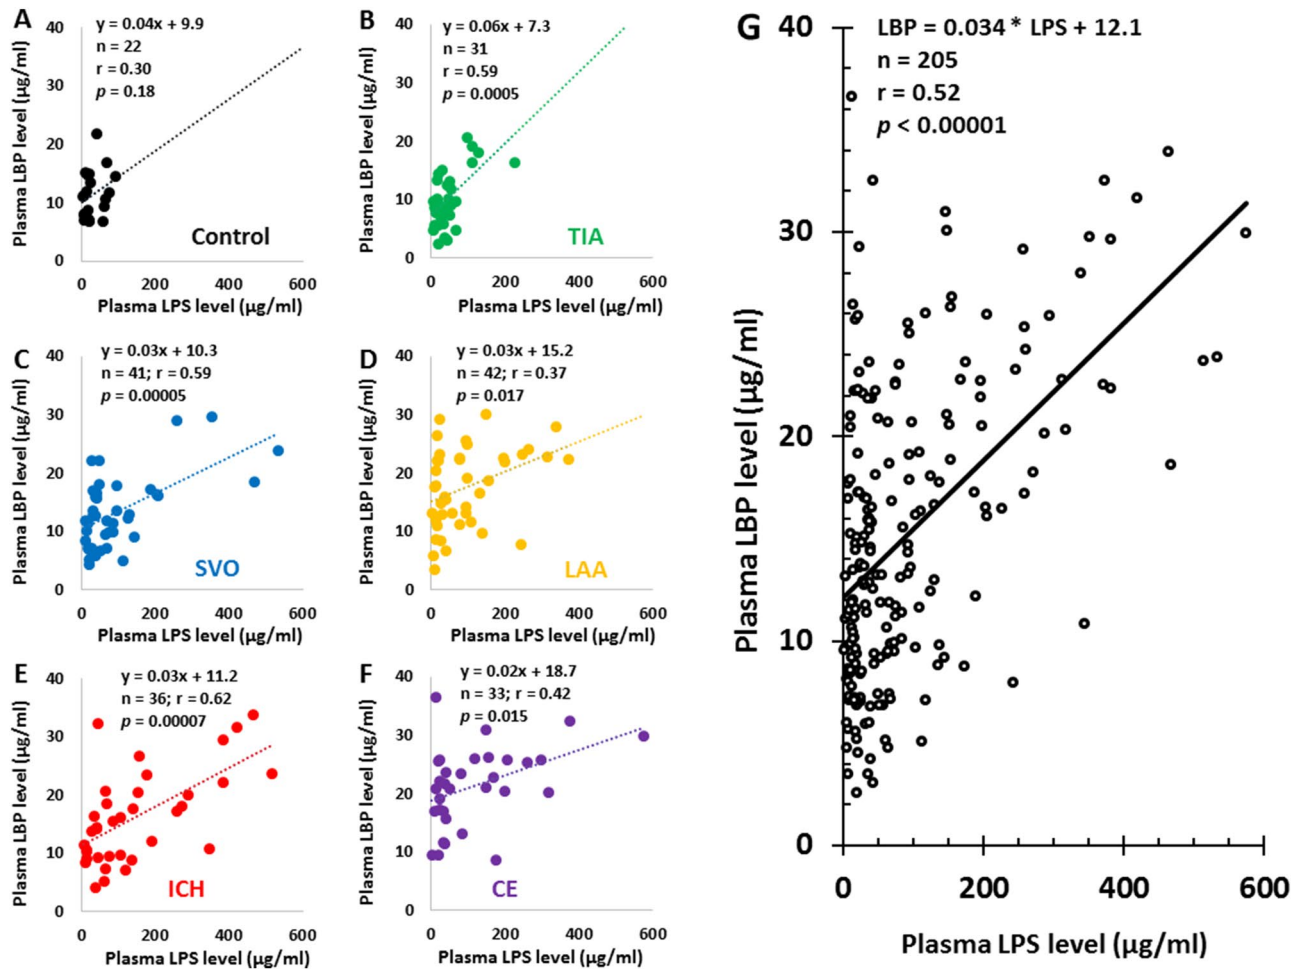 A
y = 0.04x + 9.9
n = 22
r = 0.30
p = 0.18
Plasma LBP level (µg/ml)
40
30
20
10
0
Control
0 200 400 600
Plasma LPS level (µg/ml)
B
y = 0.06x + 7.3
n = 31
r = 0.59
p = 0.0005
Plasma LBP level (µg/ml)
40
30
20
10
0
TIA
0 200 400 600
Plasma LPS level (µg/ml)
C
y = 0.03x + 10.3
n = 41; r = 0.59
p = 0.00005
Plasma LBP level (µg/ml)
40
30
20
10
0
SVO
0 200 400 600
Plasma LPS level (µg/ml)
D
y = 0.03x + 15.2
n = 42; r = 0.37
p = 0.017
Plasma LBP level (µg/ml)
40
30
20
10
0
LAA
0 200 400 600
Plasma LPS level (µg/ml)
E
y = 0.03x + 11.2
n = 36; r = 0.62
p = 0.00007
Plasma LBP level (µg/ml)
40
30
20
10
0
ICH
0 200 400 600
Plasma LPS level (µg/ml)
F
y = 0.02x + 18.7
n = 33; r = 0.42
p = 0.015
Plasma LBP level (µg/ml)
40
30
20
10
0
CE
0 200 400 600
Plasma LPS level (µg/ml)
G
LBP = 0.034 * LPS + 12.1
n = 205
r = 0.52
p < 0.00001
Plasma LBP level (µg/ml)
40
30
20
10
0
0 200 400 600
Plasma LPS level (µg/ml)